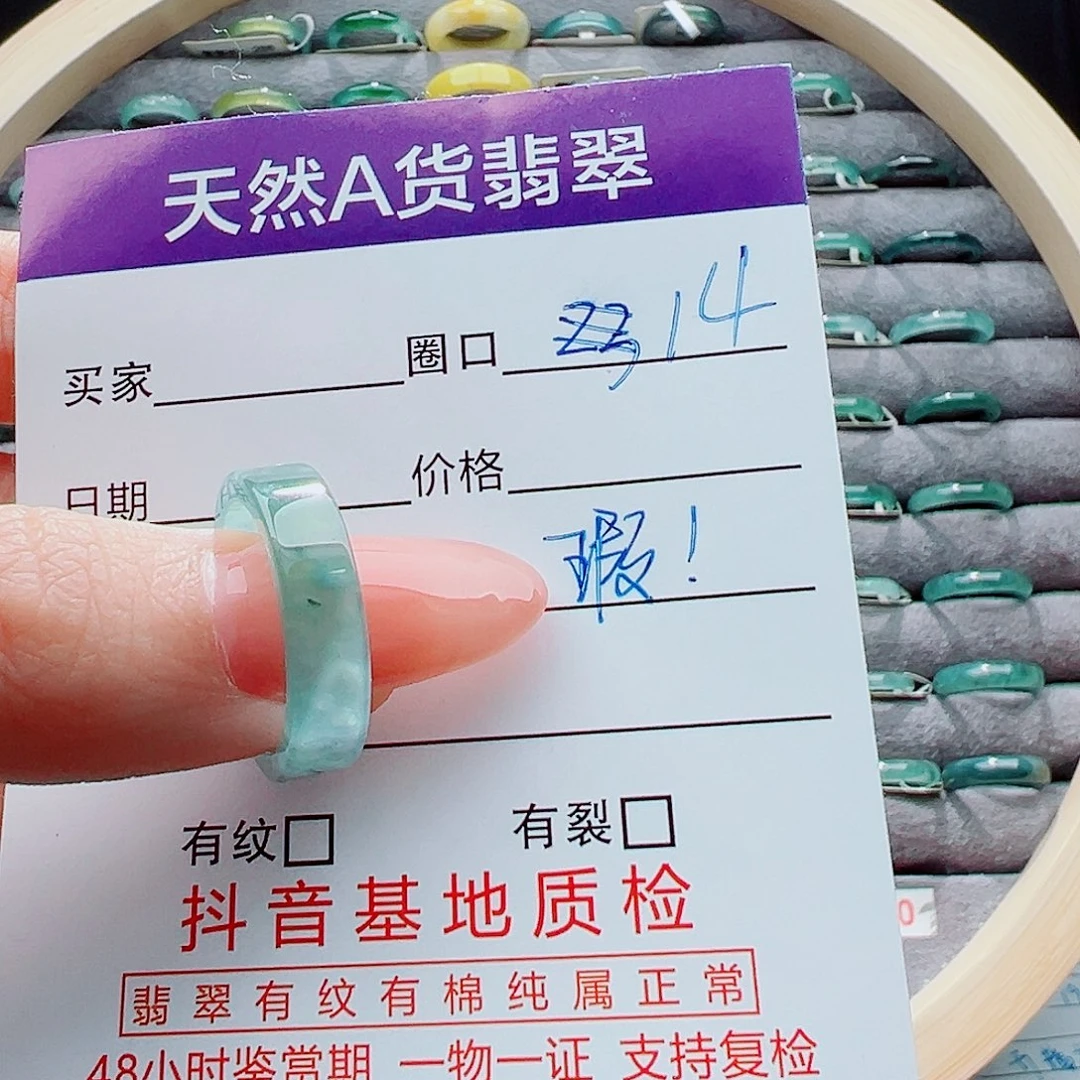 天然A货翡翠
买家 圈口 14
日期 价格
瑕!
有纹 有裂
抖音基地质检
翡翠有纹有棉纯属正常
48小时鉴赏期 一物一证 支持复检
0